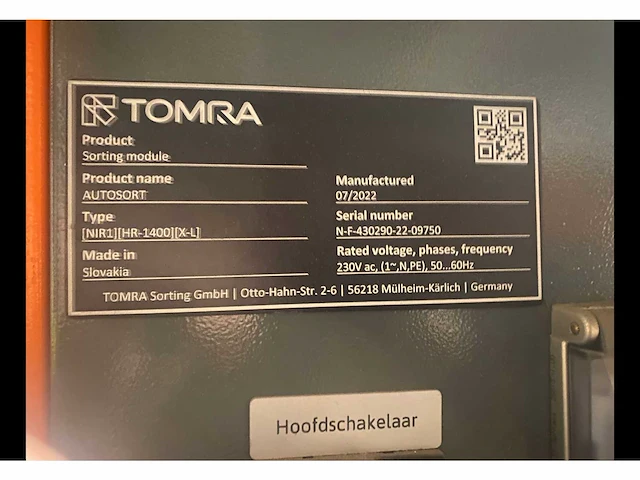 TOMRA
Product
Sorting module
Product name
AUTOSORT
Type
[NIR1][HR-1400][X-L]
Made in
Slovakia
Manufactured
07/2022
Serial number
N-F-430290-22-09750
Rated voltage, phases, frequency
230V ac, (1~,N,PE), 50...60Hz
TOMRA Sorting GmbH | Otto-Hahn-Str. 2-6 | 56218 Mülheim-Kärlich | Germany
Hoofdschakelaar